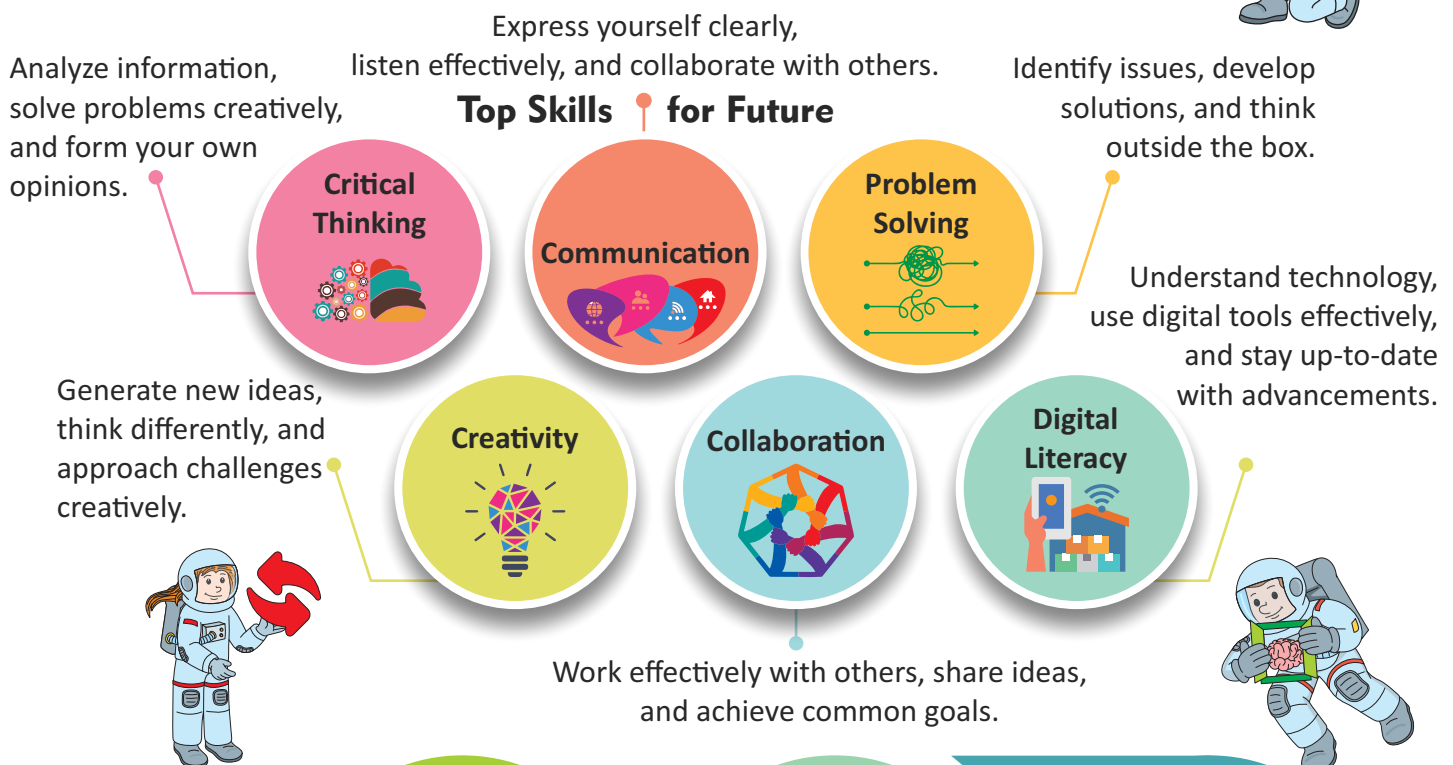 Express yourself clearly,
listen effectively, and collaborate with others.
Top Skills for Future
Analyze information,
solve problems creatively,
and form your own
opinions.
Identify issues, develop
solutions, and think
outside the box.
Critical
Thinking
Communication
Problem
Solving
Understand technology,
use digital tools effectively,
and stay up-to-date
with advancements.
Generate new ideas,
think differently, and
approach challenges
creatively.
Creativity
Collaboration
Digital
Literacy
Work effectively with others, share ideas,
and achieve common goals.